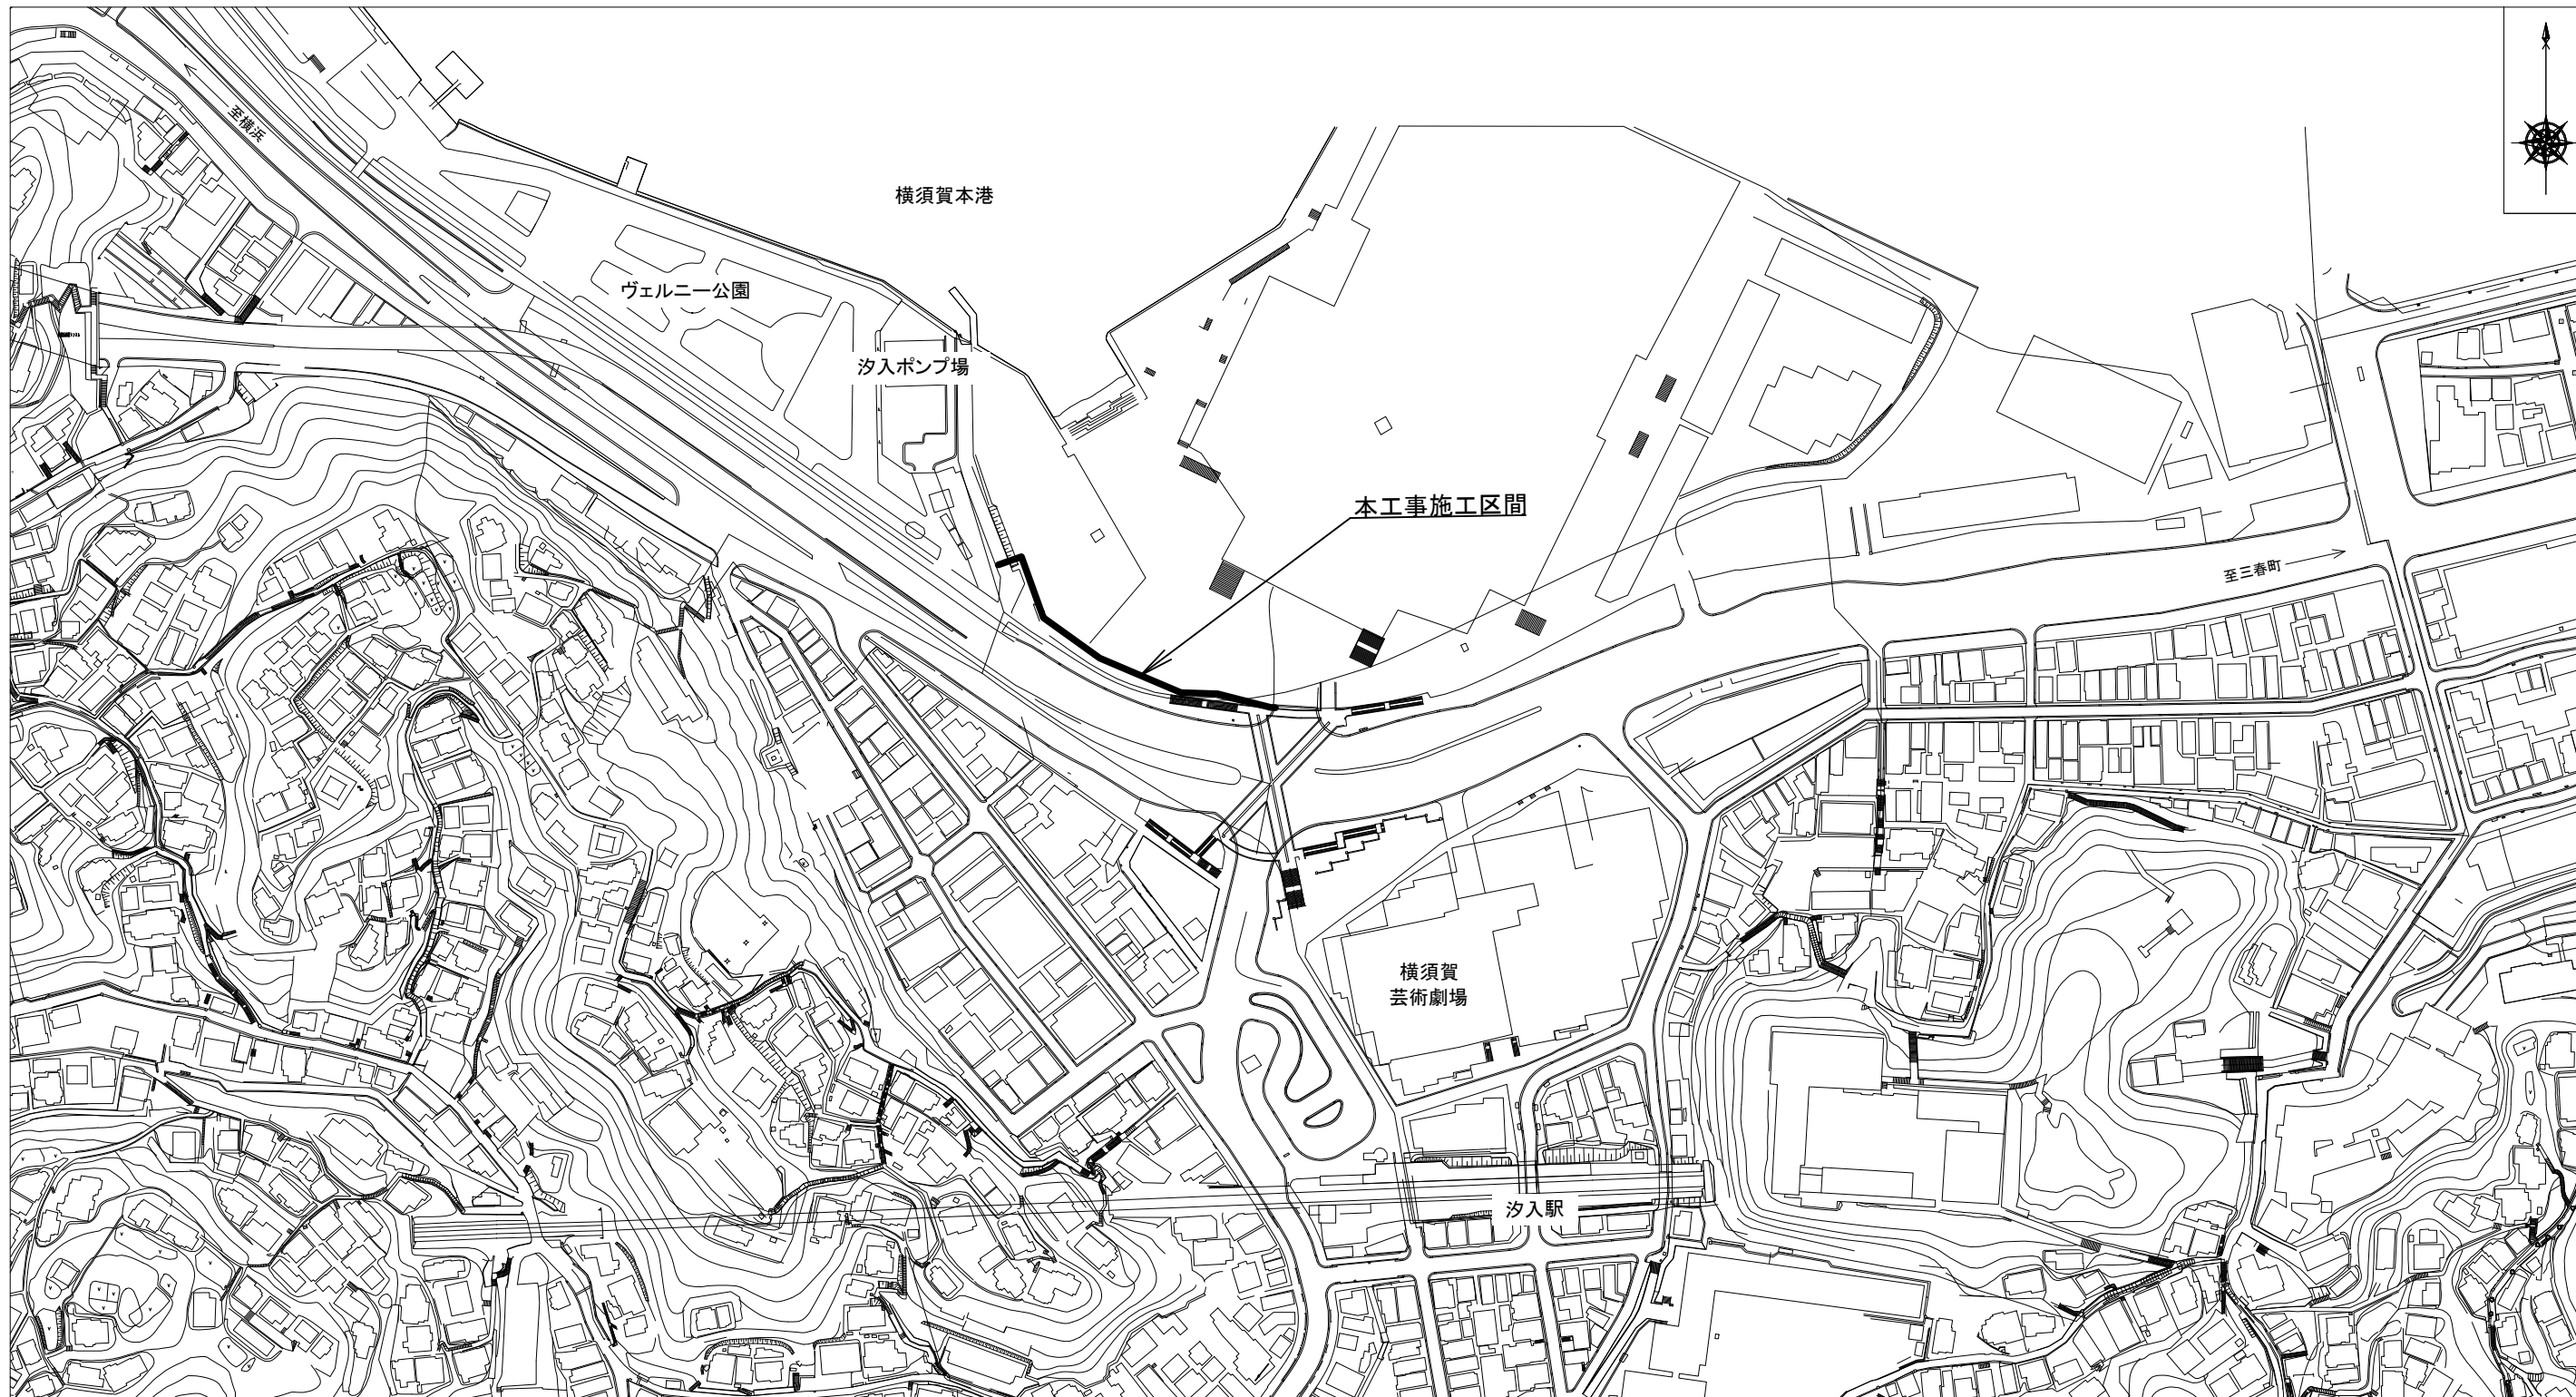 至横浜
横須賀本港
ヴェルニー公園
汐入ポンプ場
本工事施工区間
至三春町
横須賀
芸術劇場
汐入駅